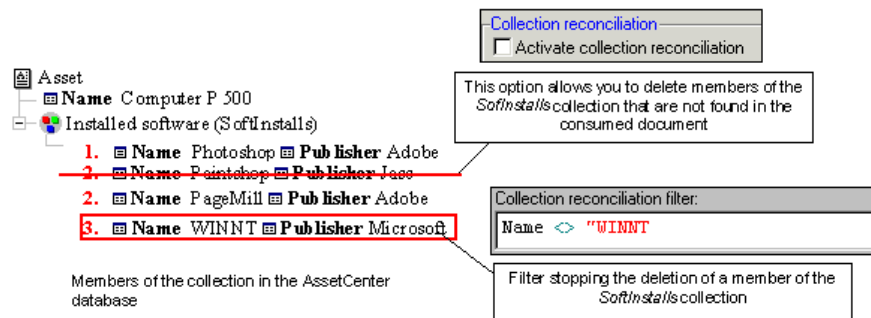 Collection reconciliation
Activate collection reconciliation
Asset
Name Computer P 500
Installed software (SoftInstalls)
This option allows you to delete members of the
SoftInstalls collection that are not found in the
consumed document
1. Name Photoshop Publisher Adobe
2. Name Paintshop Publisher Jasc
2. Name PageMill Publisher Adobe
3. Name WINNT Publisher Microsoft
Collection reconciliation filter:
Name <> "WINNT
Members of the collection in the AssetCenter
database
Filter stopping the deletion of a member of the
SoftInstalls collection